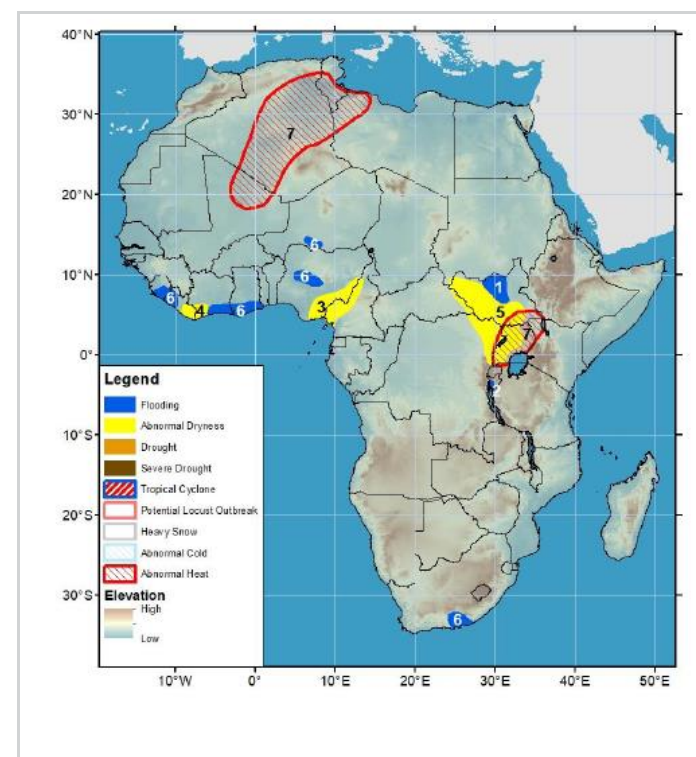 40°N
30°N
7
20°N
6
10°N
6
1
6
4
6
3
5
7
0°
2
Legend
Flooding
Abnormal Dryness
Drought
Severe Drought
Tropical Cyclone
Potential Locust Outbreak
Heavy Snow
Abnormal Cold
Abnormal Heat
Elevation
High
Low
10°S
20°S
30°S
6
10°W
0°
10°E
20°E
30°E
40°E
50°E